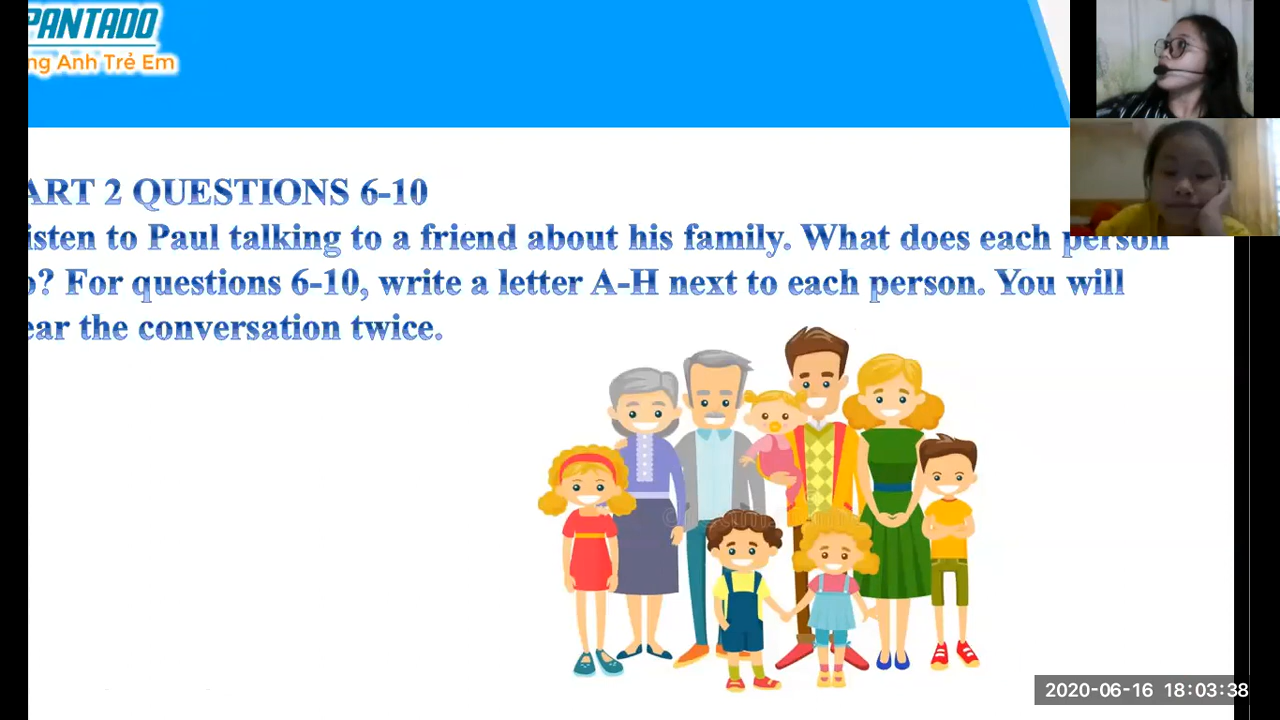 PANTADO
ng Anh Trẻ Em
ART 2 QUESTIONS 6-10
isten to Paul talking to a friend about his family. What does each person
o? For questions 6-10, write a letter A-H next to each person. You will
ear the conversation twice.
2020-06-16 18:03:38